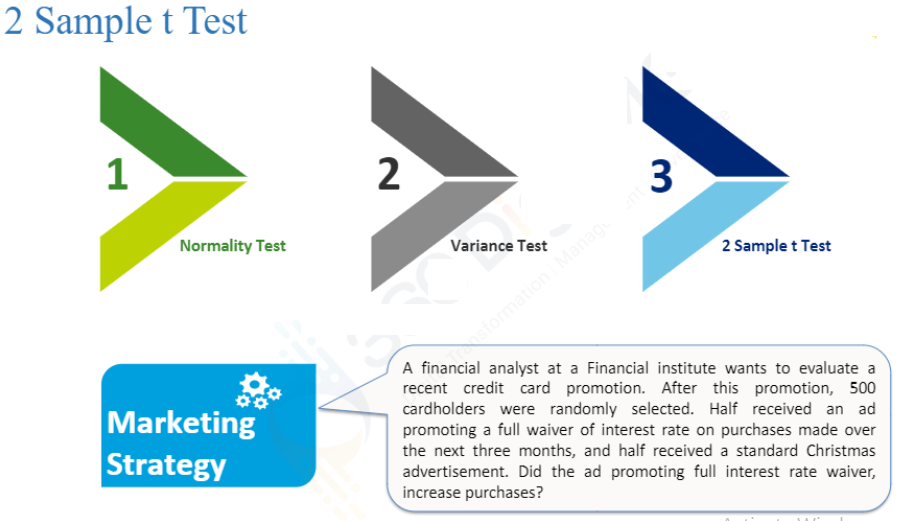 2 Sample t Test
1
2
3
Normality Test
Variance Test
2 Sample t Test
Marketing
Strategy
A financial analyst at a Financial institute wants to evaluate a
recent credit card promotion. After this promotion, 500
cardholders were randomly selected. Half received an ad
promoting a full waiver of interest rate on purchases made over
the next three months, and half received a standard Christmas
advertisement. Did the ad promoting full interest rate waiver,
increase purchases?